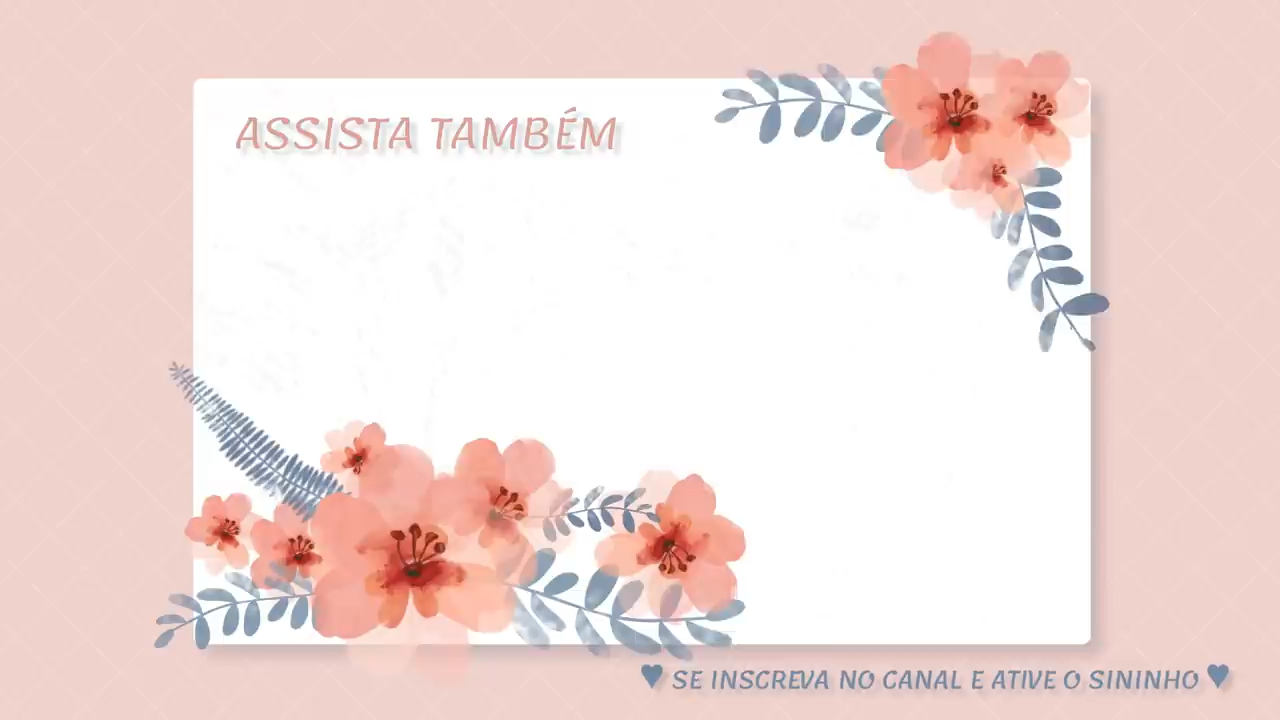 ASSISTA TAMBÉM
♥ SE INSCREVA NO CANAL E ATIVE O SININHO ♥